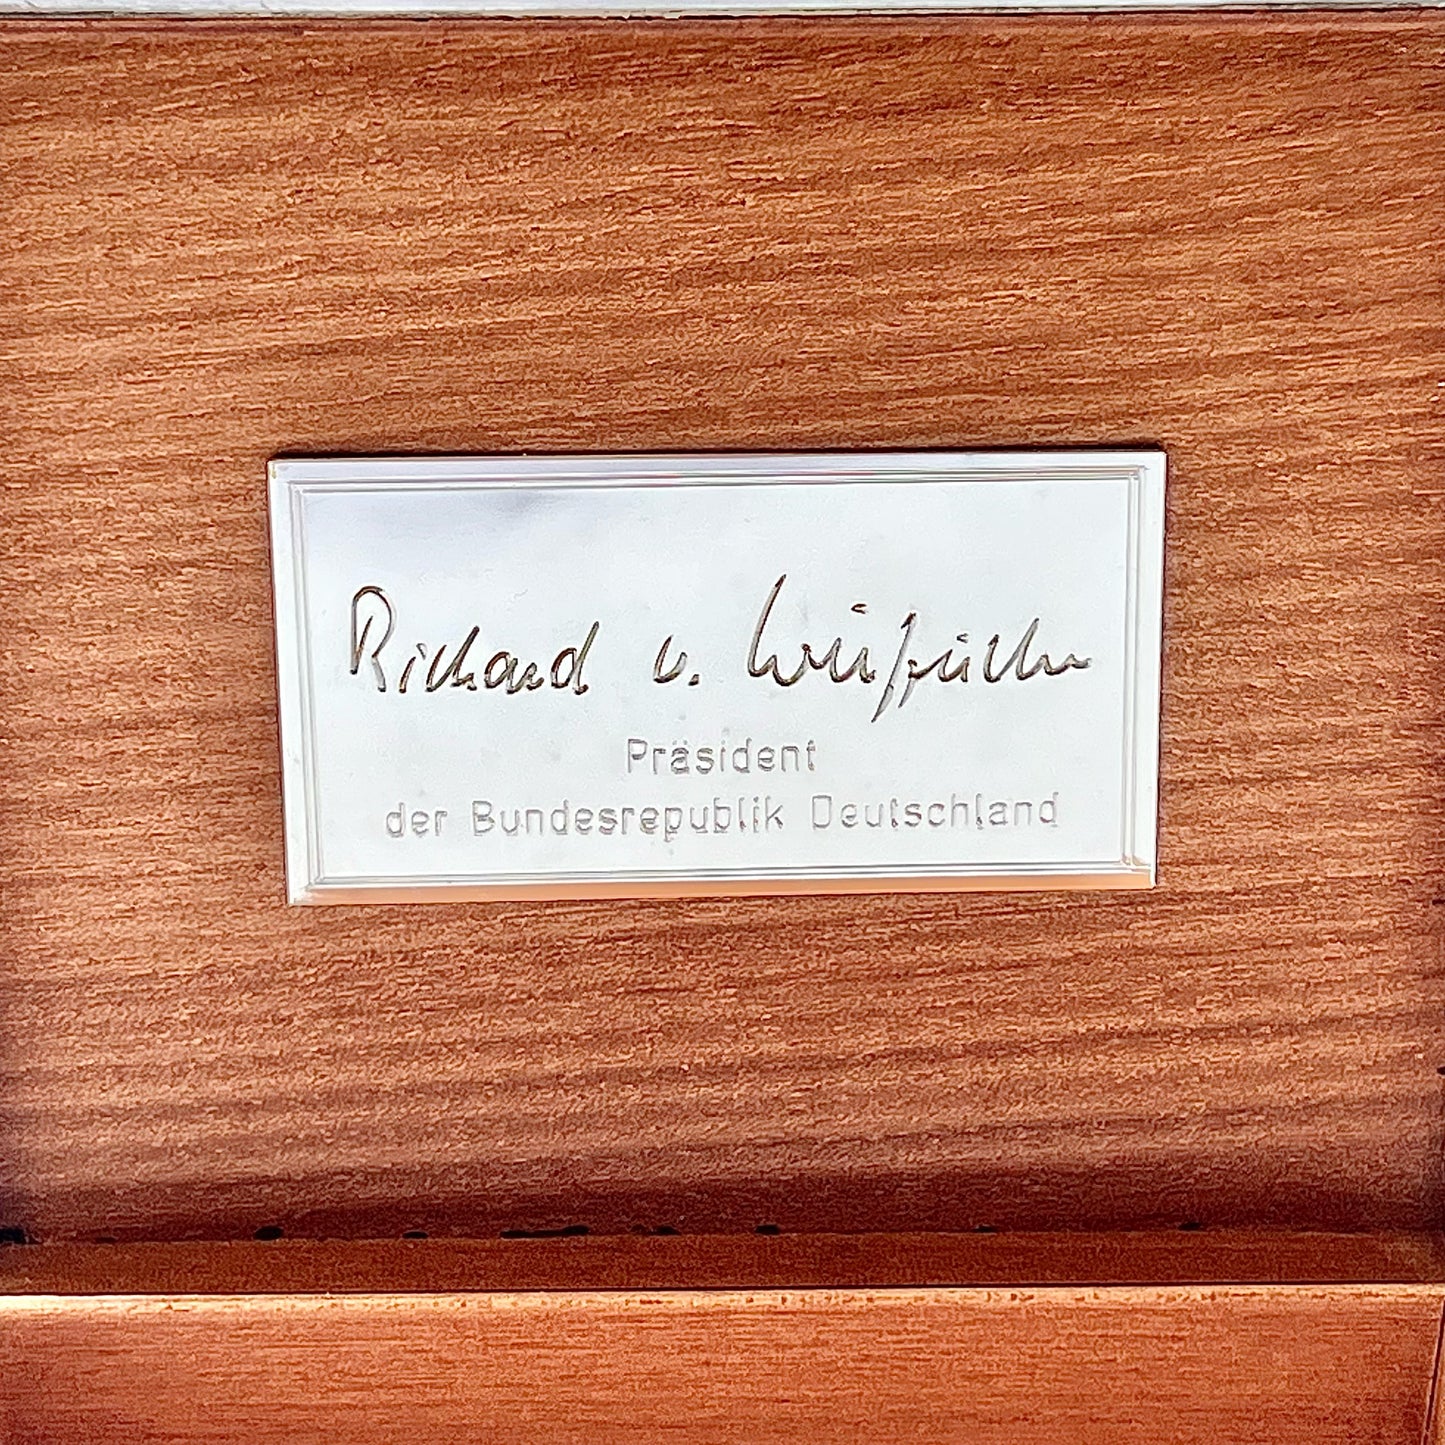 Richard v. Weizsäcker
Präsident
der Bundesrepublik Deutschland